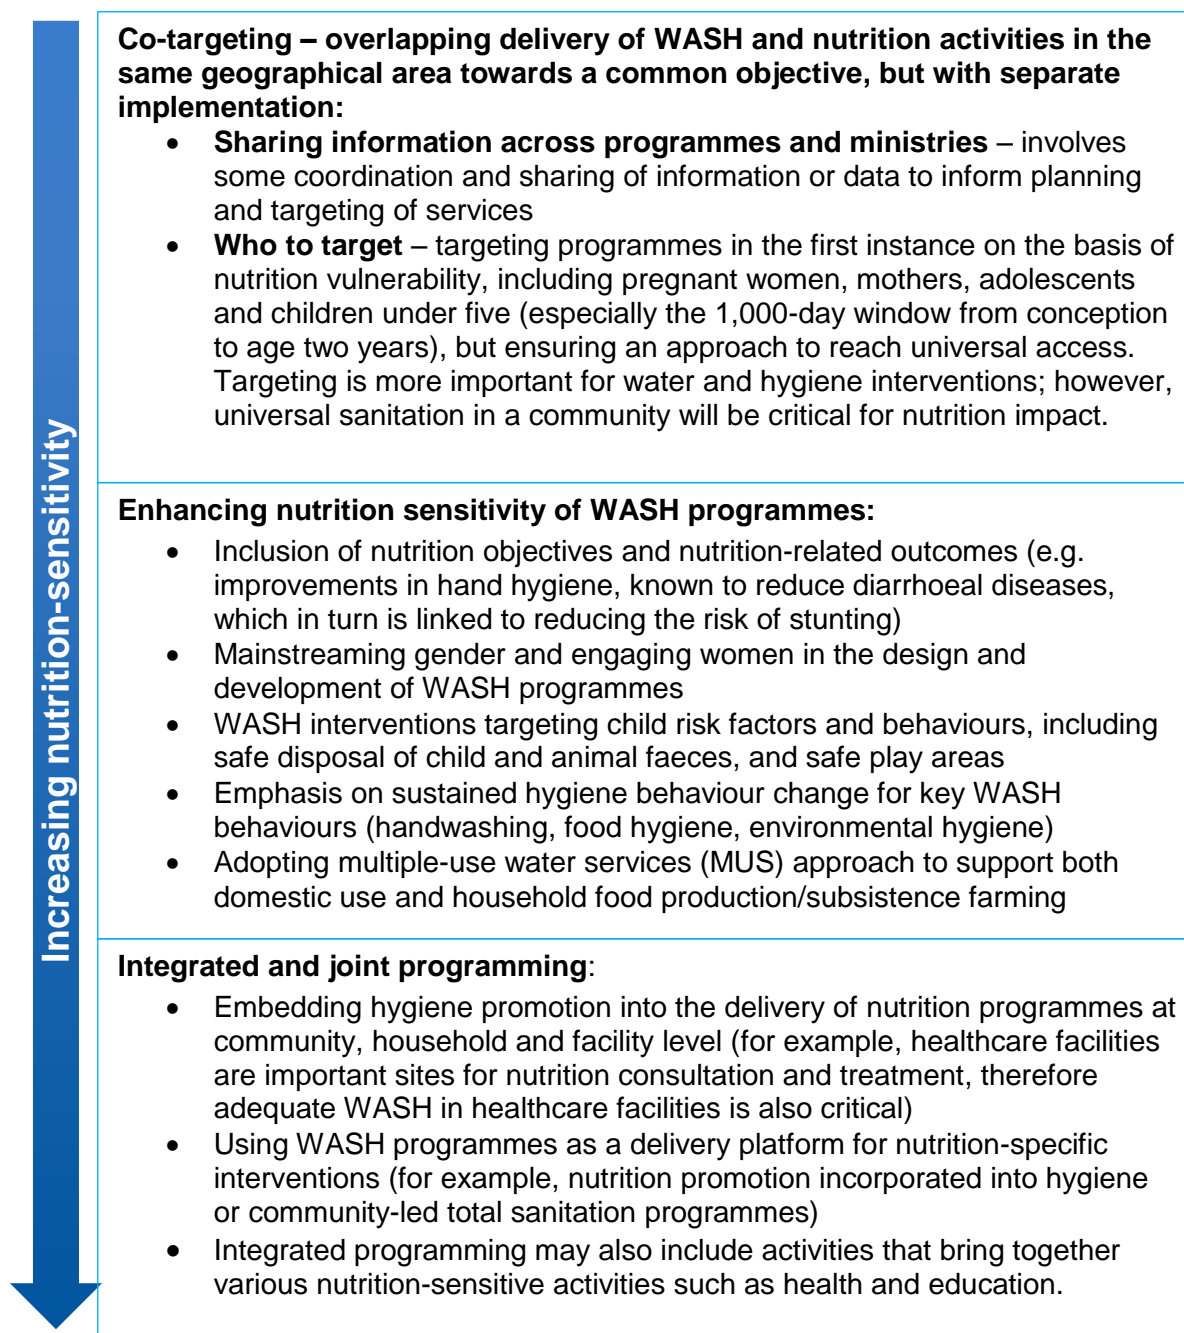 Increasing nutrition-sensitivity
Co-targeting – overlapping delivery of WASH and nutrition activities in the
same geographical area towards a common objective, but with separate
implementation:
• Sharing information across programmes and ministries – involves
some coordination and sharing of information or data to inform planning
and targeting of services
• Who to target – targeting programmes in the first instance on the basis of
nutrition vulnerability, including pregnant women, mothers, adolescents
and children under five (especially the 1,000-day window from conception
to age two years), but ensuring an approach to reach universal access.
Targeting is more important for water and hygiene interventions; however,
universal sanitation in a community will be critical for nutrition impact.
Enhancing nutrition sensitivity of WASH programmes:
• Inclusion of nutrition objectives and nutrition-related outcomes (e.g.
improvements in hand hygiene, known to reduce diarrhoeal diseases,
which in turn is linked to reducing the risk of stunting)
• Mainstreaming gender and engaging women in the design and
development of WASH programmes
• WASH interventions targeting child risk factors and behaviours, including
safe disposal of child and animal faeces, and safe play areas
• Emphasis on sustained hygiene behaviour change for key WASH
behaviours (handwashing, food hygiene, environmental hygiene)
• Adopting multiple-use water services (MUS) approach to support both
domestic use and household food production/subsistence farming
Integrated and joint programming:
• Embedding hygiene promotion into the delivery of nutrition programmes at
community, household and facility level (for example, healthcare facilities
are important sites for nutrition consultation and treatment, therefore
adequate WASH in healthcare facilities is also critical)
• Using WASH programmes as a delivery platform for nutrition-specific
interventions (for example, nutrition promotion incorporated into hygiene
or community-led total sanitation programmes)
• Integrated programming may also include activities that bring together
various nutrition-sensitive activities such as health and education.